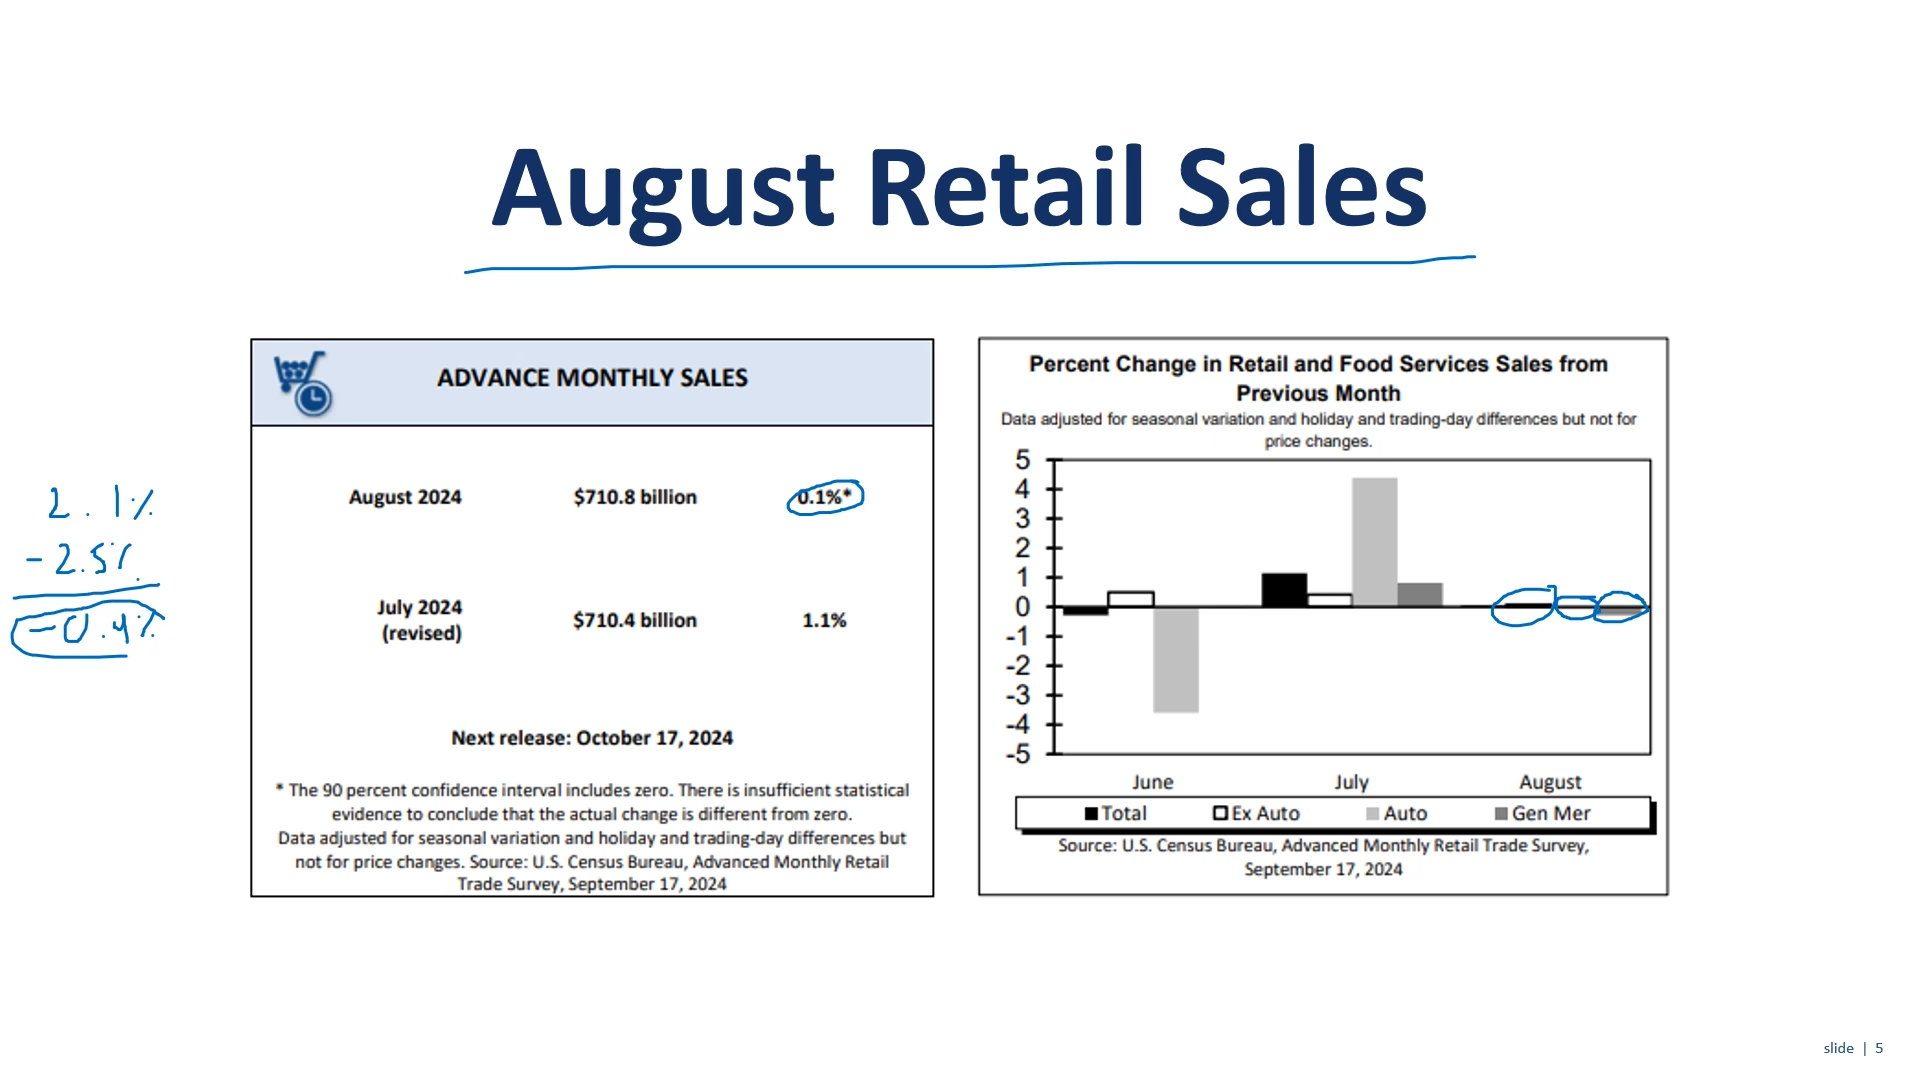 August Retail Sales
2.1%
-2.5%
-0.4%
ADVANCE MONTHLY SALES
August 2024 $710.8 billion 0.1%*
July 2024
(revised) $710.4 billion 1.1%
Next release: October 17, 2024
* The 90 percent confidence interval includes zero. There is insufficient statistical
evidence to conclude that the actual change is different from zero.
Data adjusted for seasonal variation and holiday and trading-day differences but
not for price changes. Source: U.S. Census Bureau, Advanced Monthly Retail
Trade Survey, September 17, 2024
Percent Change in Retail and Food Services Sales from
Previous Month
Data adjusted for seasonal variation and holiday and trading-day differences but not for
price changes.
5
4
3
2
1
0
-1
-2
-3
-4
-5
June July August
Total Ex Auto Auto Gen Mer
Source: U.S. Census Bureau, Advanced Monthly Retail Trade Survey,
September 17, 2024
slide | 5